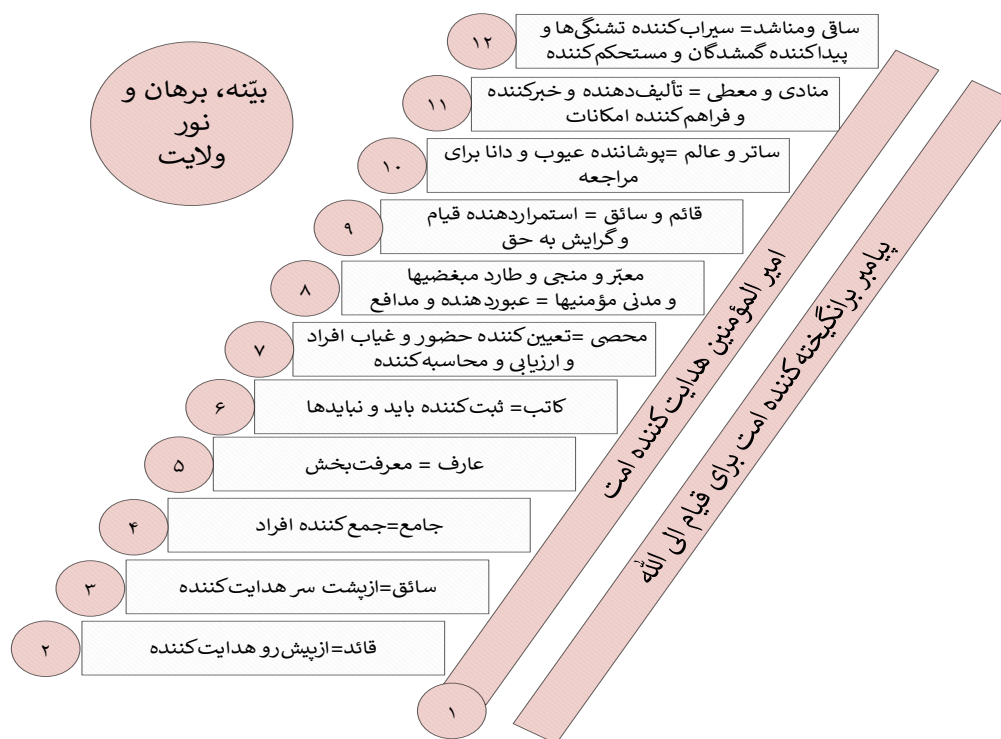 بیّنه، برهان و
نور
ولایت
۱۲
ساقی ومناشد= سیراب‌کننده تشنگی‌ها و
پیداکننده گمشدگان و مستحکم‌کننده
۱۱
منادی و معطی = تألیف‌دهنده و خبرکننده
و فراهم‌کننده امکانات
۱۰
ساتر و عالم =پوشاننده عیوب و دانا برای
مراجعه
۹
قائم و سائق = استمراردهنده قیام
وگرایش به حق
۸
معبّر و منجی و طارد مبغضیها
و مدنی مؤمنیها = عبوردهنده و مدافع
۷
محصی =تعیین‌کننده حضور و غیاب افراد
و ارزیابی و محاسبه‌کننده
۶
کاتب= ثبت‌کننده باید و نبایدها
۵
عارف = معرفت‌بخش
۴
جامع=جمع‌کننده افراد
۳
سائق=ازپشت سر هدایت‌کننده
۲
قائد=ازپیش‌رو هدایت‌کننده
۱
امیر المؤمنین هدایت‌کننده امت
پیامبر برانگیخته‌کننده امت برای قیام الی الله